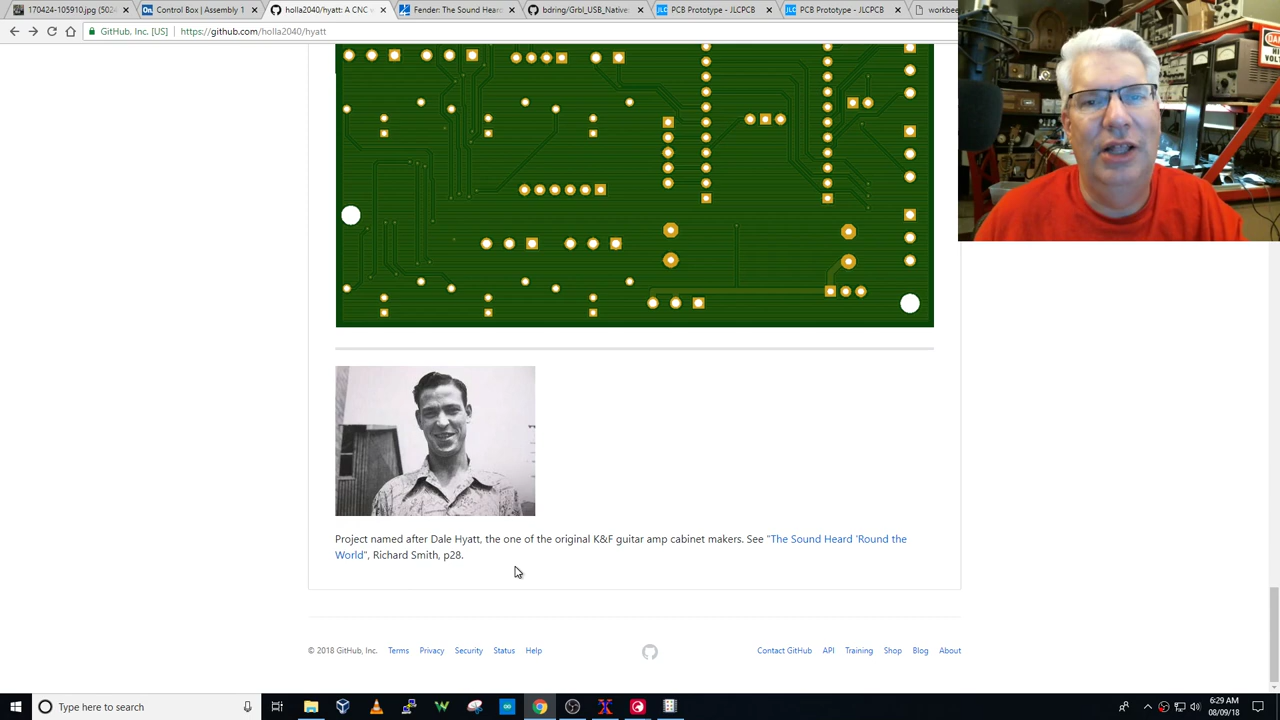 170424-105910.jpg (502
Control Box | Assembly 1
holla2040/hyatt: A CNC
Fender: The Sound Hear
bdring/Grbl_USB_Native
PCB Prototype - JLCPCB
PCB Prototype - JLCPCB
workbee
GitHub, Inc. [US] https://github.com/holla2040/hyatt
Project named after Dale Hyatt, the one of the original K&F guitar amp cabinet makers. See "The Sound Heard 'Round the
World", Richard Smith, p28.
© 2018 GitHub, Inc. Terms Privacy Security Status Help
Contact GitHub API Training Shop Blog About
Type here to search
6:29 AM
08/09/18